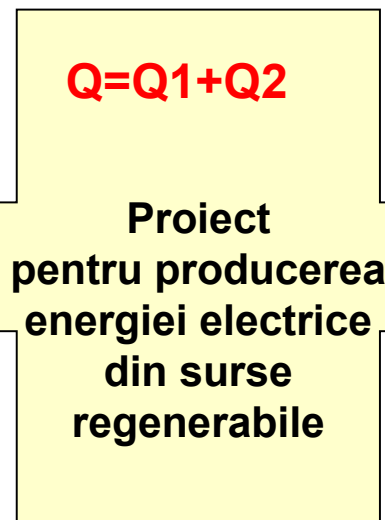 Q=Q1+Q2
Proiect
pentru producerea
energiei electrice
din surse
regenerabile